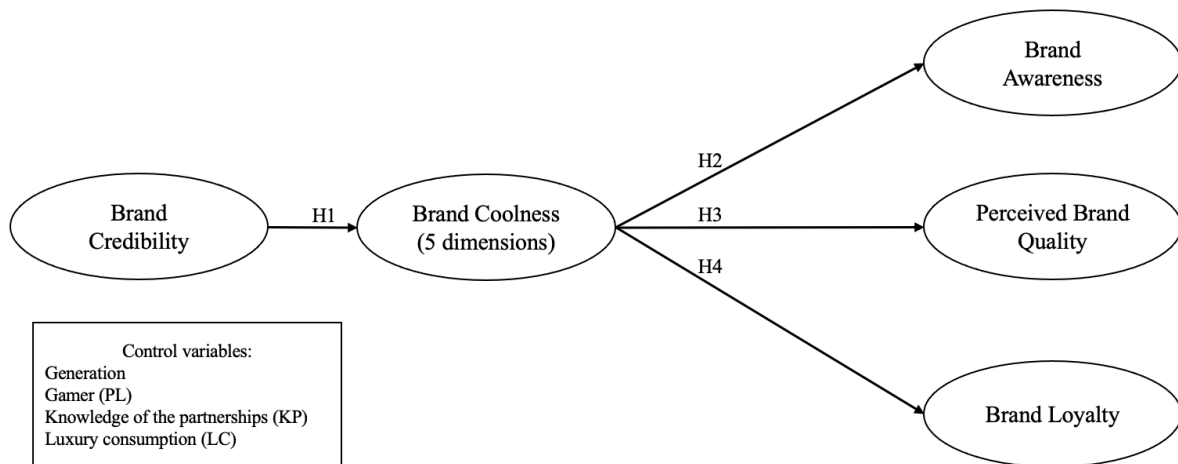 Brand
Awareness
H2
Brand
Credibility
H1
Brand Coolness
(5 dimensions)
H3
Perceived Brand
Quality
H4
Control variables:
Generation
Gamer (PL)
Knowledge of the partnerships (KP)
Luxury consumption (LC)
Brand Loyalty